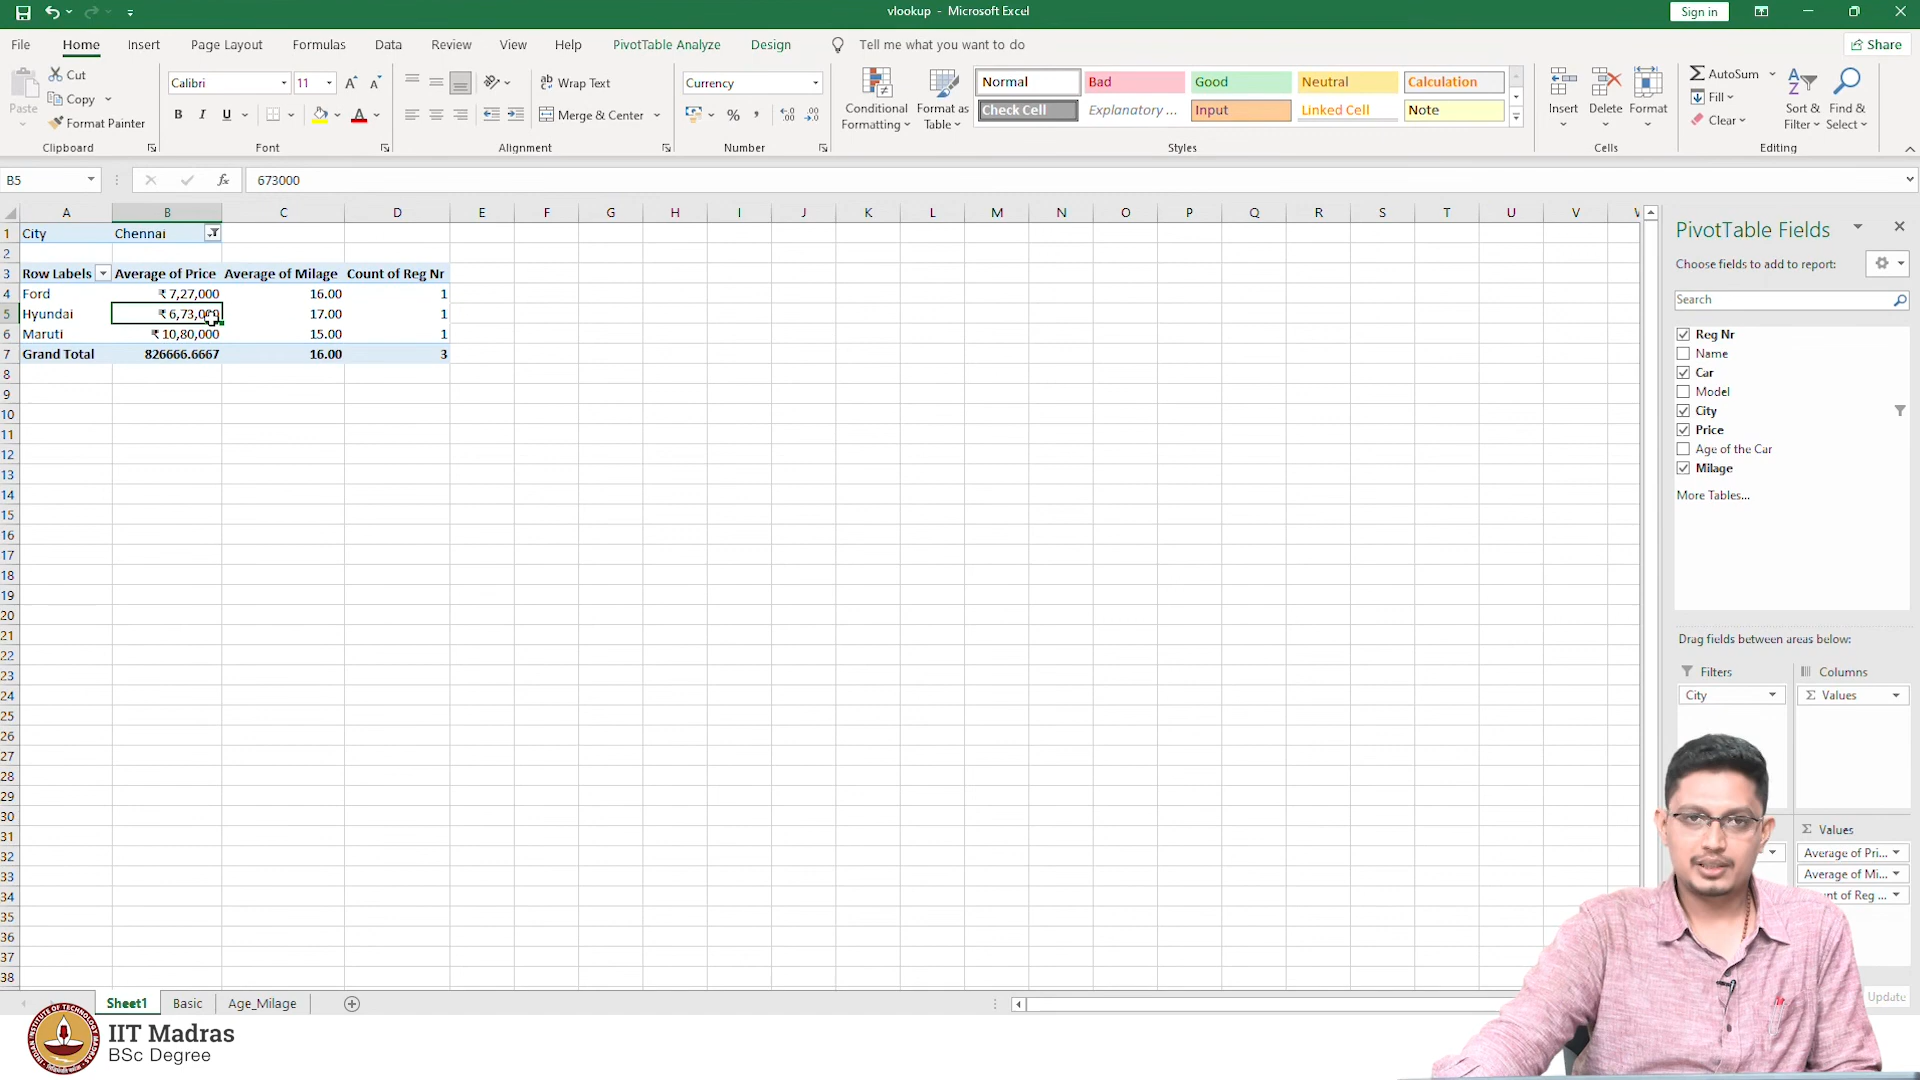 vlookup - Microsoft Excel
Sign in
File Home Insert Page Layout Formulas Data Review View Help PivotTable Analyze Design Tell me what you want to do Share
Paste
Cut
Copy
Format Painter
Clipboard
Calibri 11
Font
Wrap Text
Merge & Center
Alignment
Currency
Number
Conditional Formatting
Format as Table
Normal Bad Good Neutral Calculation
Check Cell Explanatory ... Input Linked Cell Note
Styles
Insert Delete Format
Cells
AutoSum
Fill
Clear
Sort & Filter
Find & Select
Editing
B5 fx 673000
A B C D E F G H I J K L M N O P Q R S T U V
1 City Chennai
2
3 Row Labels Average of Price Average of Milage Count of Reg Nr
4 Ford ₹ 7,27,000 16.00 1
5 Hyundai ₹ 6,73,000 17.00 1
6 Maruti ₹ 10,80,000 15.00 1
7 Grand Total 826666.6667 16.00 3
8
9
10
11
12
13
14
15
16
17
18
19
20
21
22
23
24
25
26
27
28
29
30
31
32
33
34
35
36
37
38
PivotTable Fields
Choose fields to add to report:
Search
Reg Nr
Name
Car
Model
City
Price
Age of the Car
Milage
More Tables...
Drag fields between areas below:
Filters
Columns
City
Σ Values
Σ Values
Average of Pri...
Average of Mi...
of Reg ...
Update
Sheet1 Basic Age_Milage
IIT Madras
BSc Degree